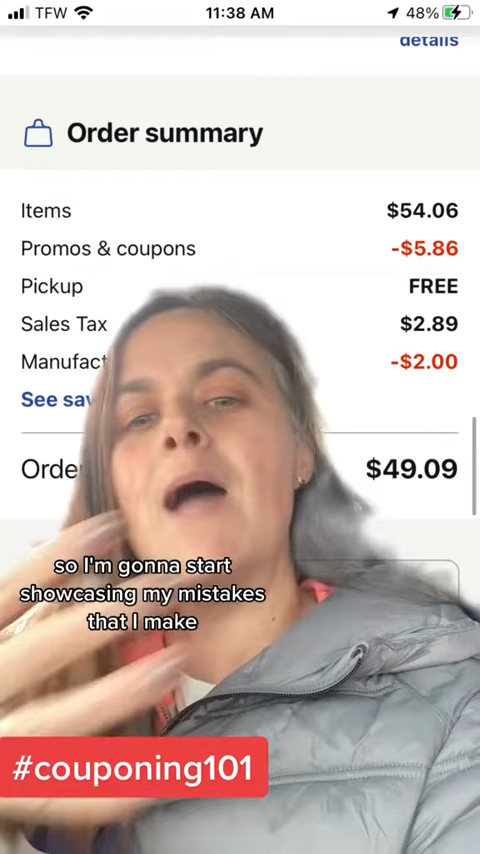 TFW 11:38 AM 48%
details
Order summary
Items $54.06
Promos & coupons -$5.86
Pickup FREE
Sales Tax $2.89
Manufact -$2.00
See sav
Orde $49.09
so I'm gonna start
showcasing my mistakes
that I make
#couponing101